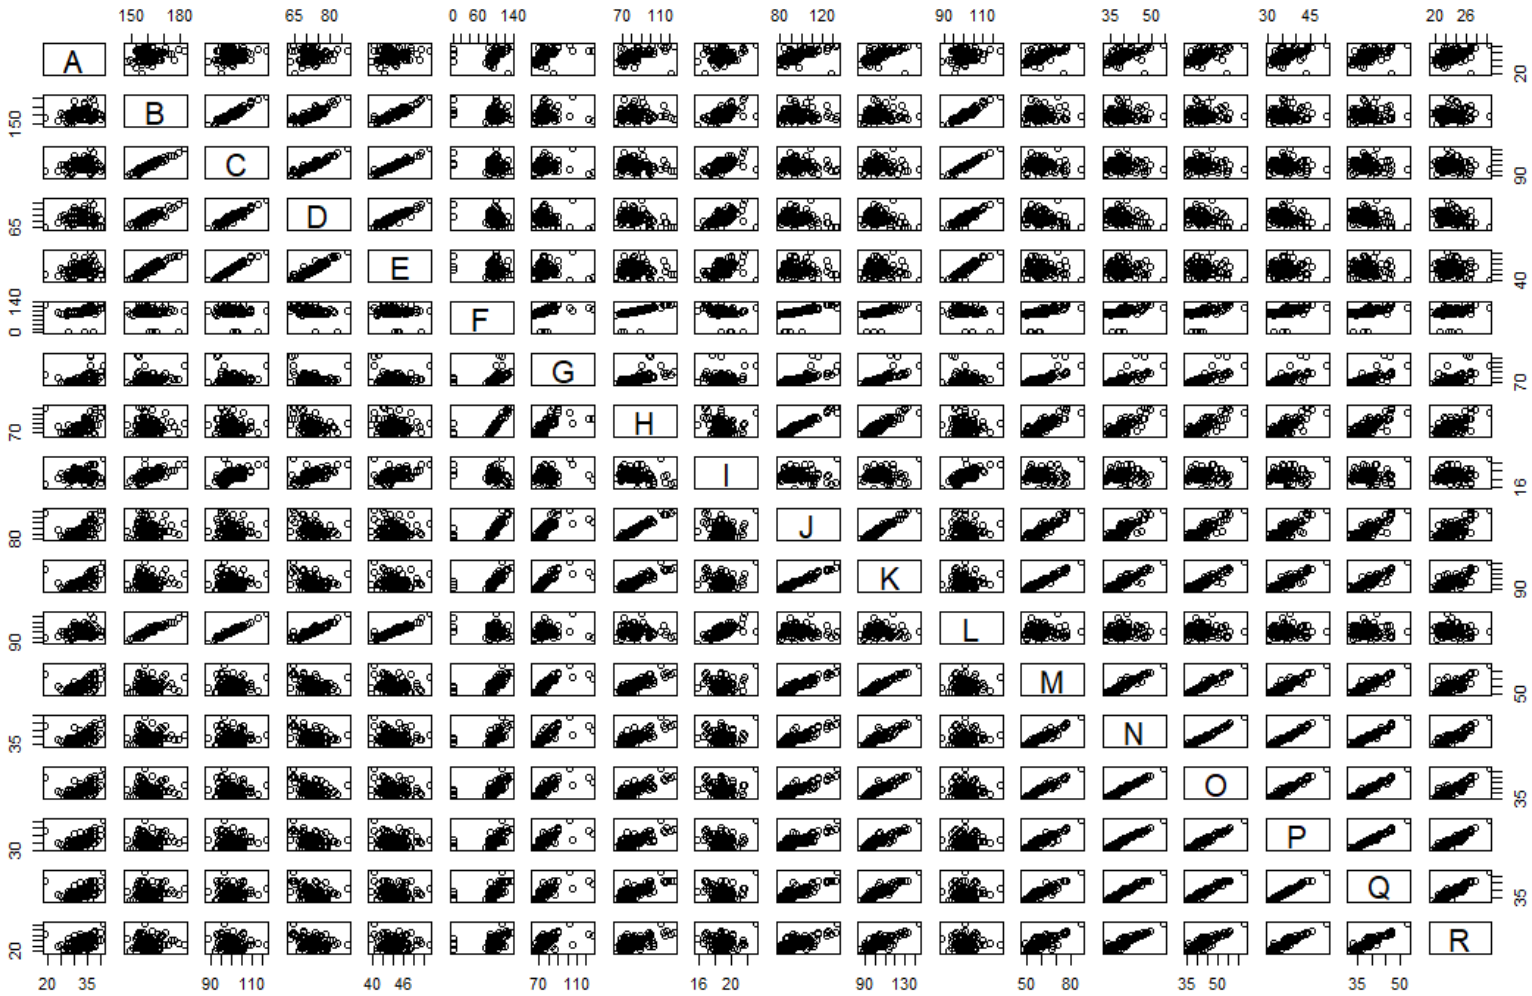 150 180 65 80 0 60 140 70 110 80 120 90 110 35 50 30 45 20 26
A 20
150 B
C 90
65 D
E 40
0 140 F
G 70
70 H
I 16
80 J
K 90
90 L
M 50
35 N
O 35
30 P
Q 35
20 R
20 35 90 110 40 46 70 110 16 20 90 130 50 80 35 50 35 50